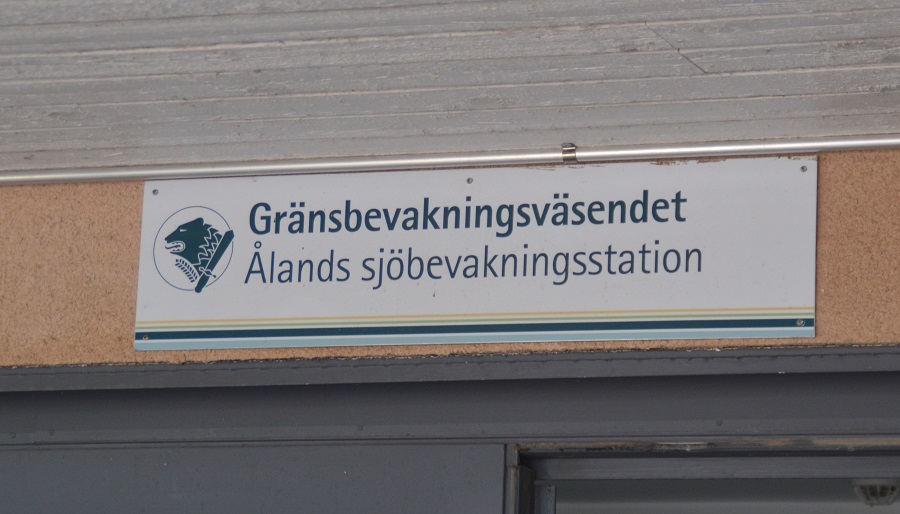 Gränsbevakningsväsendet
Ålands sjöbevakningsstation